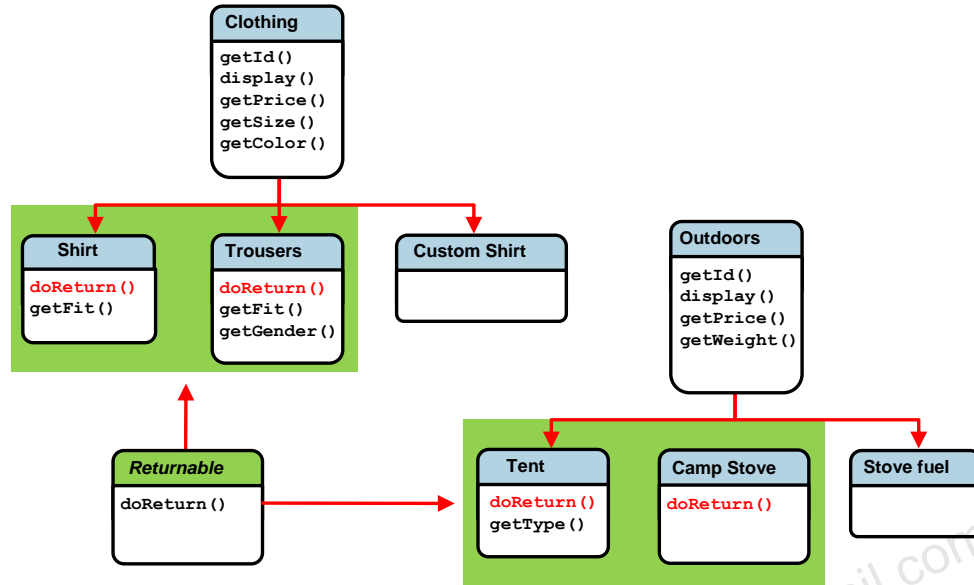 Clothing
getId()
display()
getPrice()
getSize()
getColor()
Shirt
doReturn()
getFit()
Trousers
doReturn()
getFit()
getGender()
Custom Shirt
Outdoors
getId()
display()
getPrice()
getWeight()
Returnable
doReturn()
Tent
doReturn()
getType()
Camp Stove
doReturn()
Stove fuel